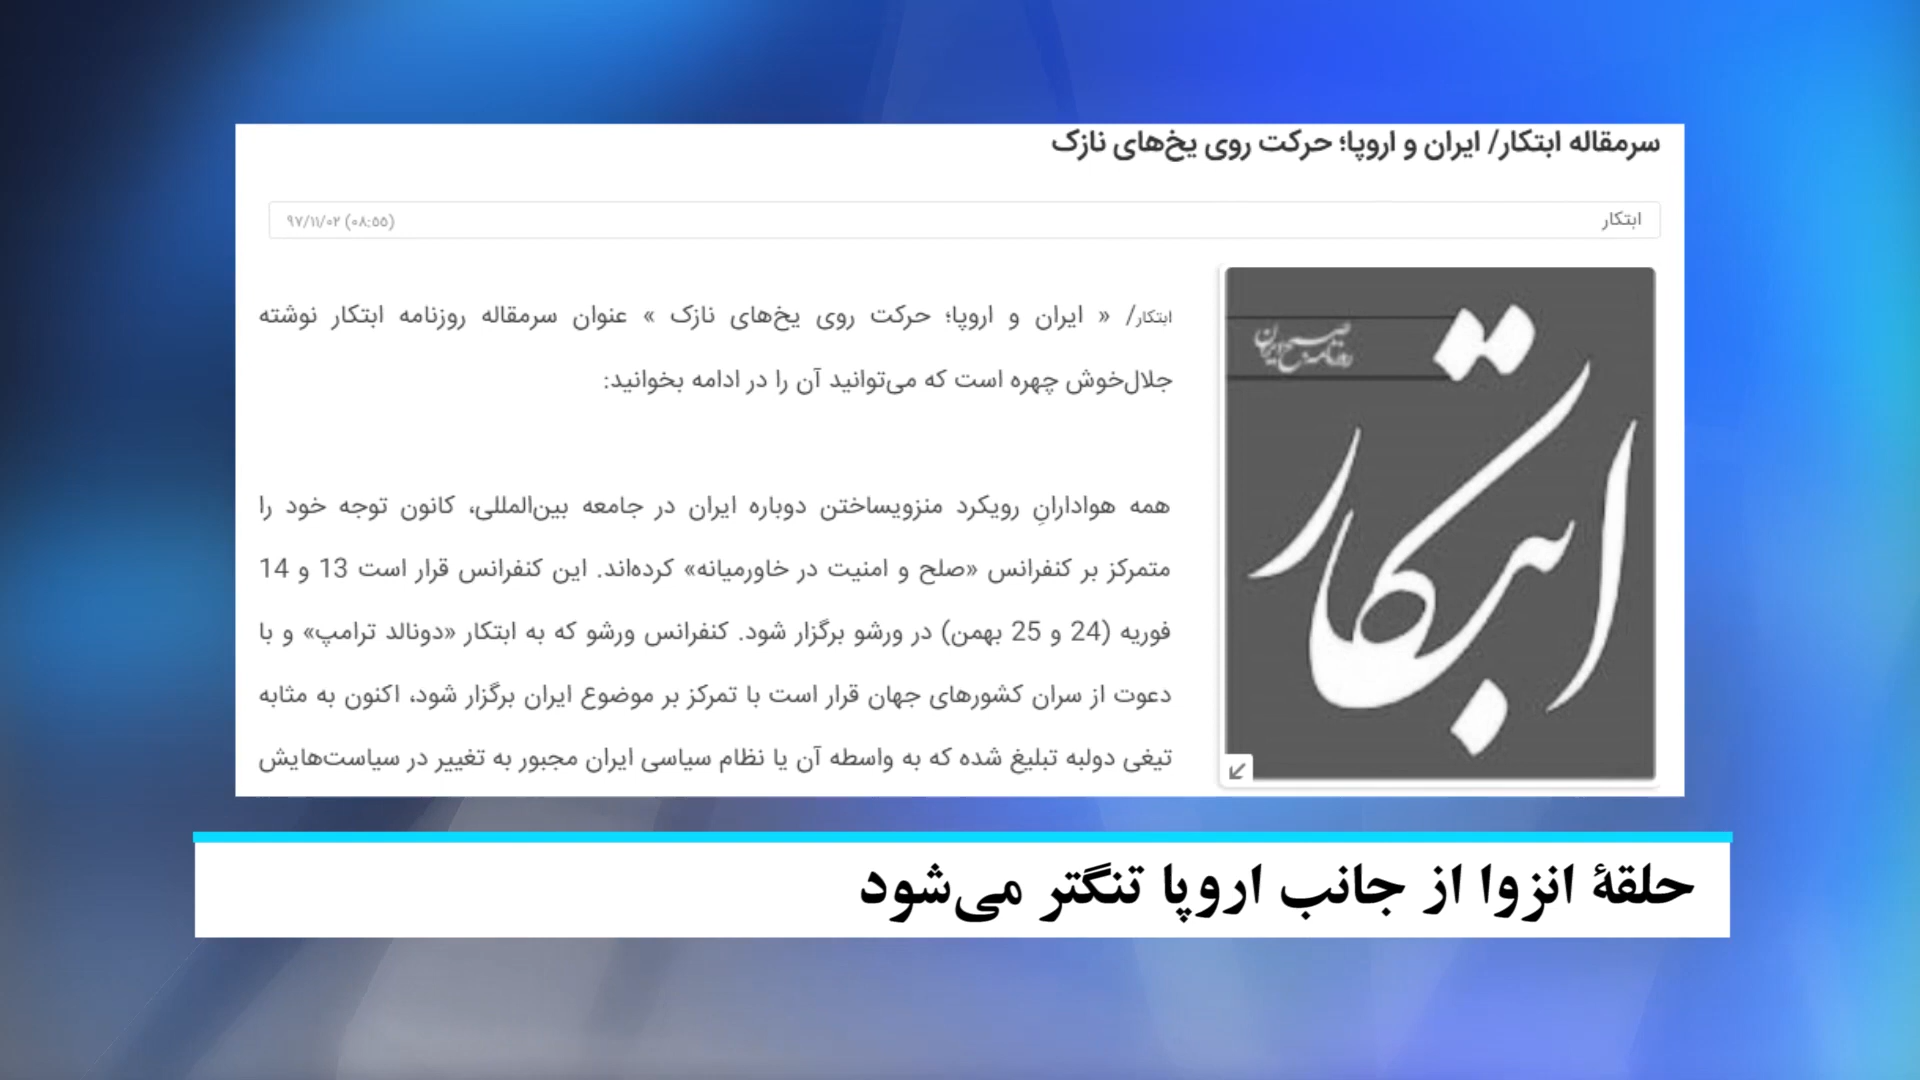 سرمقاله ابتکار/ ایران و اروپا؛ حرکت روی یخ‌های نازک
ابتکار
۹۷/۱۱/۰۲ (۰۸:۵۵)
ابتکار/ « ایران و اروپا؛ حرکت روی یخ‌های نازک » عنوان سرمقاله روزنامه ابتکار نوشته
جلال‌خوش چهره است که می‌توانید آن را در ادامه بخوانید:
همه هوادارانِ رویکرد منزویساختن دوباره ایران در جامعه بین‌المللی، کانون توجه خود را
متمرکز بر کنفرانس «صلح و امنیت در خاورمیانه» کرده‌اند. این کنفرانس قرار است 13 و 14
فوریه (24 و 25 بهمن) در ورشو برگزار شود. کنفرانس ورشو که به ابتکار «دونالد ترامپ» و با
دعوت از سران کشورهای جهان قرار است با تمرکز بر موضوع ایران برگزار شود، اکنون به مثابه
تیغی دولبه تبلیغ شده که به واسطه آن یا نظام سیاسی ایران مجبور به تغییر در سیاست‌هایش
روزنامه صبح ایران
ابتکار
حلقهٔ انزوا از جانب اروپا تنگتر می‌شود